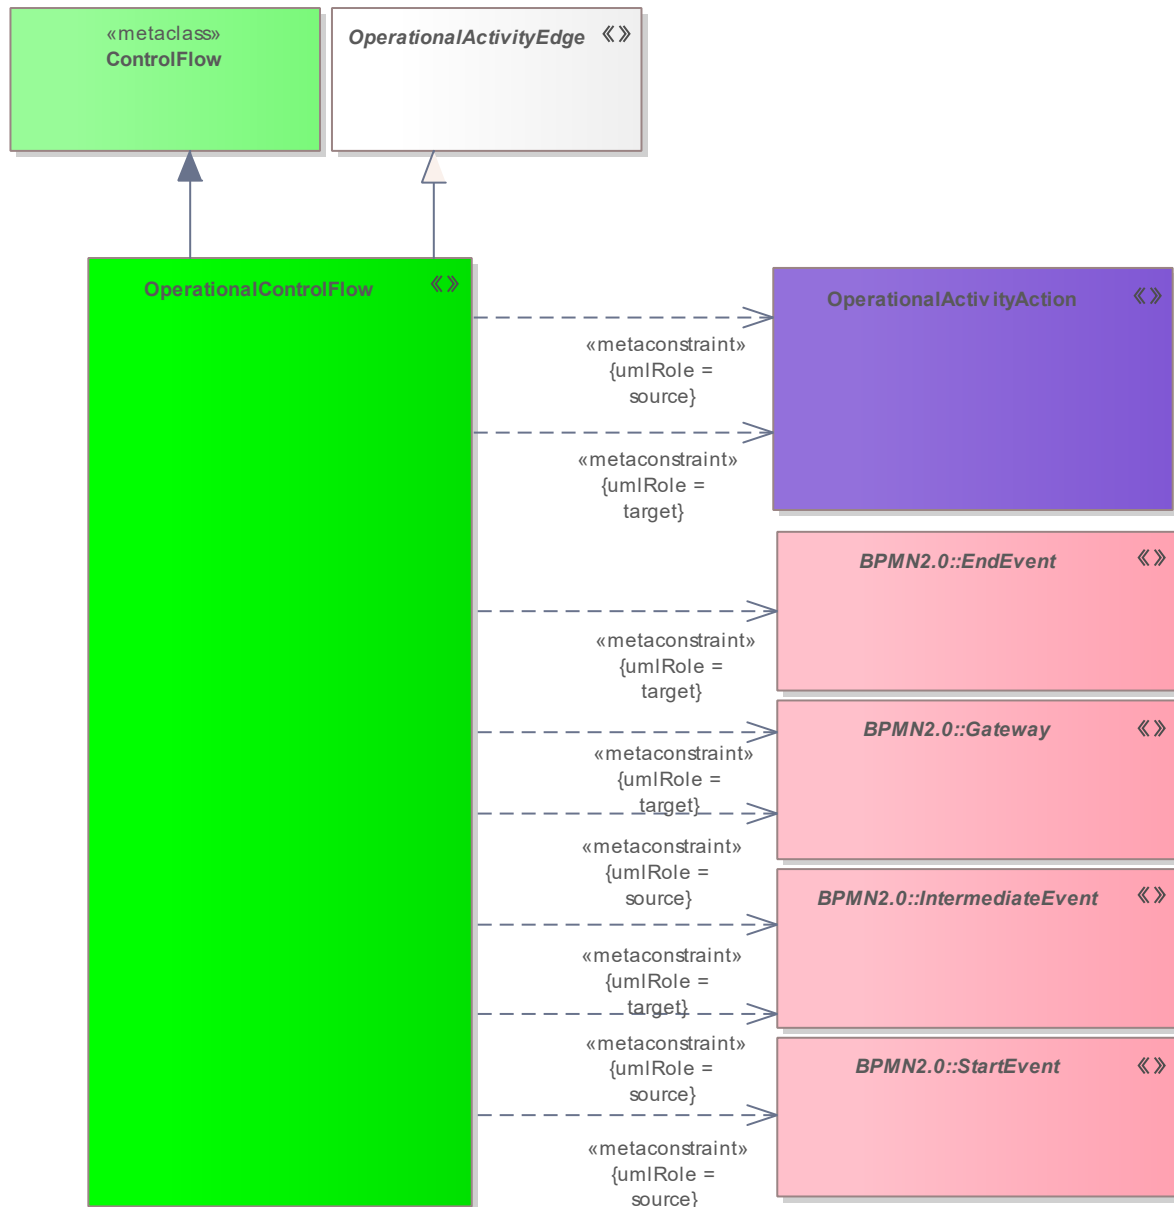 «metaclass»
ControlFlow
OperationalActivityEdge «»
OperationalControlFlow «»
OperationalActivityAction «»
«metaconstraint»
{umlRole =
source}
«metaconstraint»
{umlRole =
target}
BPMN2.0::EndEvent «»
«metaconstraint»
{umlRole =
target}
BPMN2.0::Gateway «»
«metaconstraint»
{umlRole =
target}
«metaconstraint»
{umlRole =
source}
BPMN2.0::IntermediateEvent «»
«metaconstraint»
{umlRole =
target}
«metaconstraint»
{umlRole =
source}
BPMN2.0::StartEvent «»
«metaconstraint»
{umlRole =
source}